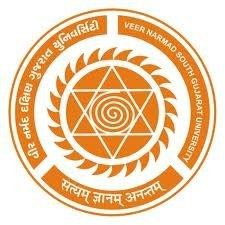 વીર નર્મદ દક્ષિણ ગુજરાત યુનિવર્સિટી
VEER NARMAD SOUTH GUJARAT UNIVERSITY
सत्यम् ज्ञानम् अनन्तम्